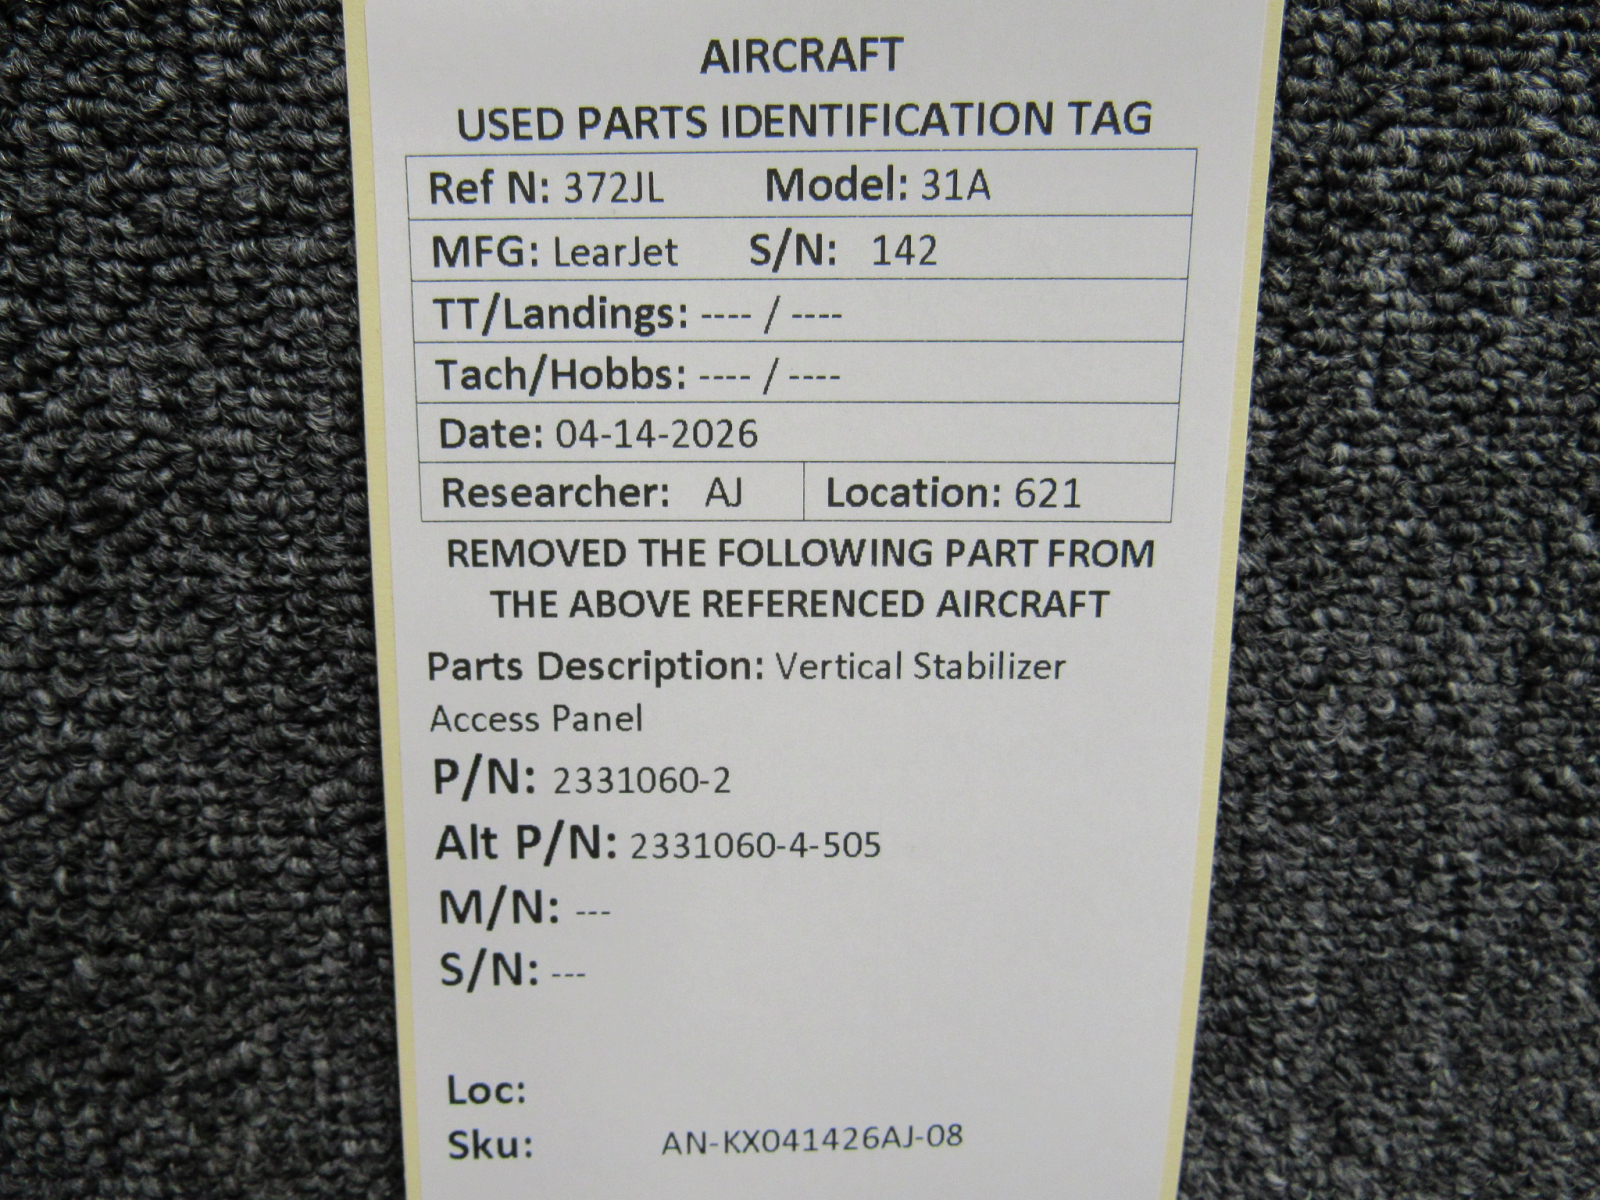 AIRCRAFT
USED PARTS IDENTIFICATION TAG
Ref N: 372JL Model: 31A
MFG: LearJet S/N: 142
TT/Landings: ---- / ----
Tach/Hobbs: ---- / ----
Date: 04-14-2026
Researcher: AJ Location: 621
REMOVED THE FOLLOWING PART FROM
THE ABOVE REFERENCED AIRCRAFT
Parts Description: Vertical Stabilizer
Access Panel
P/N: 2331060-2
Alt P/N: 2331060-4-505
M/N: ---
S/N: ---
Loc:
Sku: AN-KX041426AJ-08